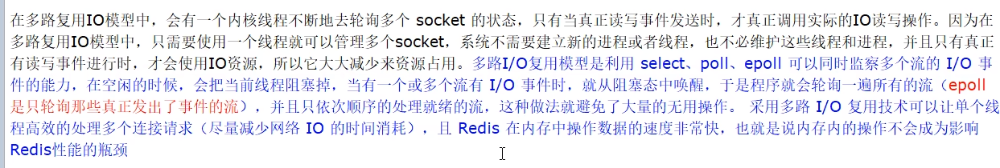 在多路复用IO模型中，会有一个内核线程不断地去轮询多个 socket 的状态，只有当真正读写事件发送时，才真正调用实际的IO读写操作。因为在
多路复用IO模型中，只需要使用一个线程就可以管理多个socket，系统不需要建立新的进程或者线程，也不必维护这些线程和进程，并且只有真正
有读写事件进行时，才会使用IO资源，所以它大大减少来资源占用。多路I/O复用模型是利用 select、poll、epoll 可以同时监察多个流的 I/O 事
件的能力，在空闲的时候，会把当前线程阻塞掉，当有一个或多个流有 I/O 事件时，就从阻塞态中唤醒，于是程序就会轮询一遍所有的流（epoll
是只轮询那些真正发出了事件的流），并且只依次顺序的处理就绪的流，这种做法就避免了大量的无用操作。 采用多路 I/O 复用技术可以让单个线
程高效的处理多个连接请求（尽量减少网络 IO 的时间消耗），且 Redis 在内存中操作数据的速度非常快，也就是说内存内的操作不会成为影响
Redis性能的瓶颈